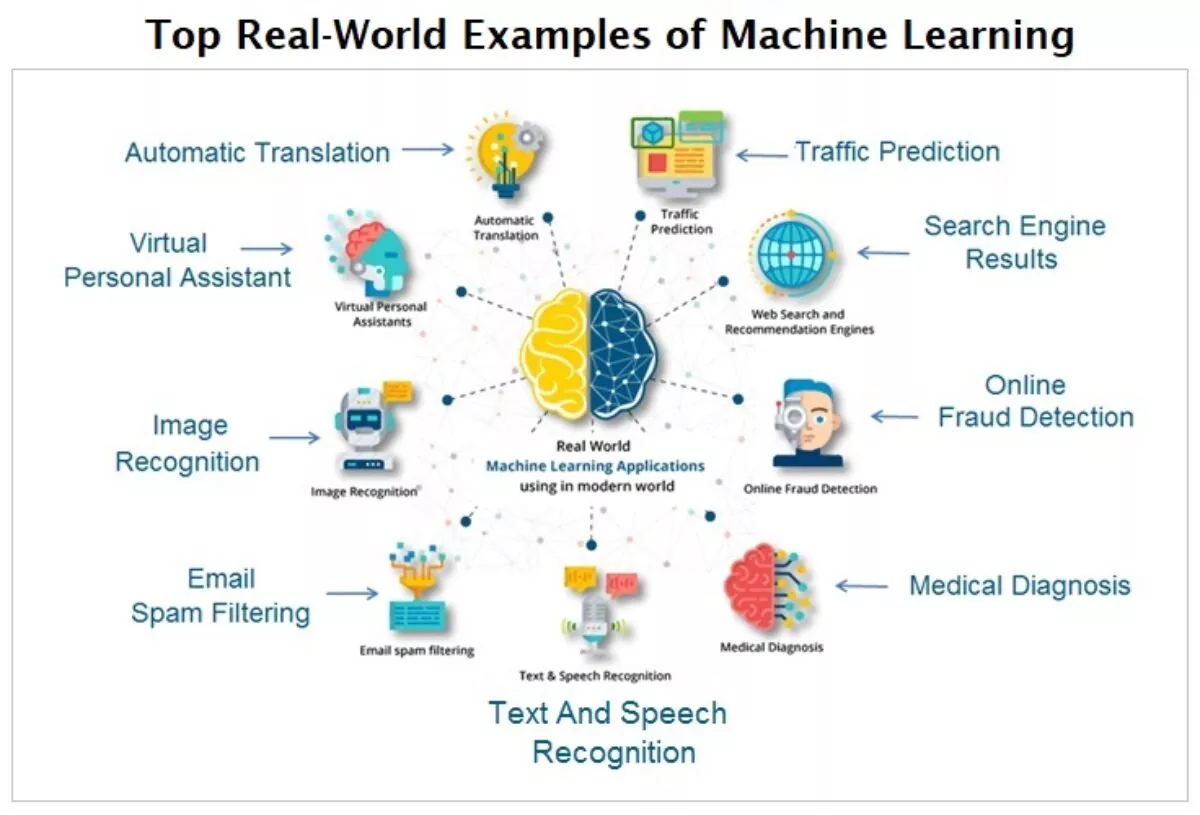 Top Real-World Examples of Machine Learning
Automatic Translation
Automatic
Translation
Traffic Prediction
Traffic
Prediction
Virtual
Personal Assistant
Virtual Personal
Assistants
Search Engine
Results
Web Search and
Recommendation Engines
Image
Recognition
Image Recognition
Real World
Machine Learning Applications
using in modern world
Online
Fraud Detection
Online Fraud Detection
Email
Spam Filtering
Email spam filtering
Text & Speech Recognition
Text And Speech
Recognition
Medical Diagnosis
Medical Diagnosis